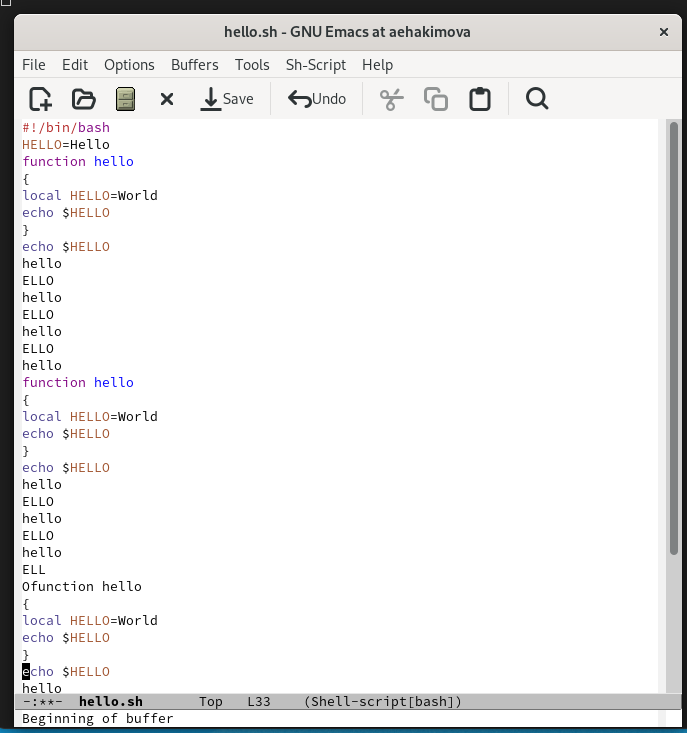 hello.sh - GNU Emacs at aehakimova
File Edit Options Buffers Tools Sh-Script Help
Save Undo
#!/bin/bash
HELLO=Hello
function hello
{
local HELLO=World
echo $HELLO
}
echo $HELLO
hello
ELLO
hello
ELLO
hello
ELLO
hello
function hello
{
local HELLO=World
echo $HELLO
}
echo $HELLO
hello
ELLO
hello
ELLO
hello
ELL
Ofunction hello
{
local HELLO=World
echo $HELLO
}
echo $HELLO
hello
-:**-  hello.sh       Top   L33    (Shell-script[bash])
Beginning of buffer